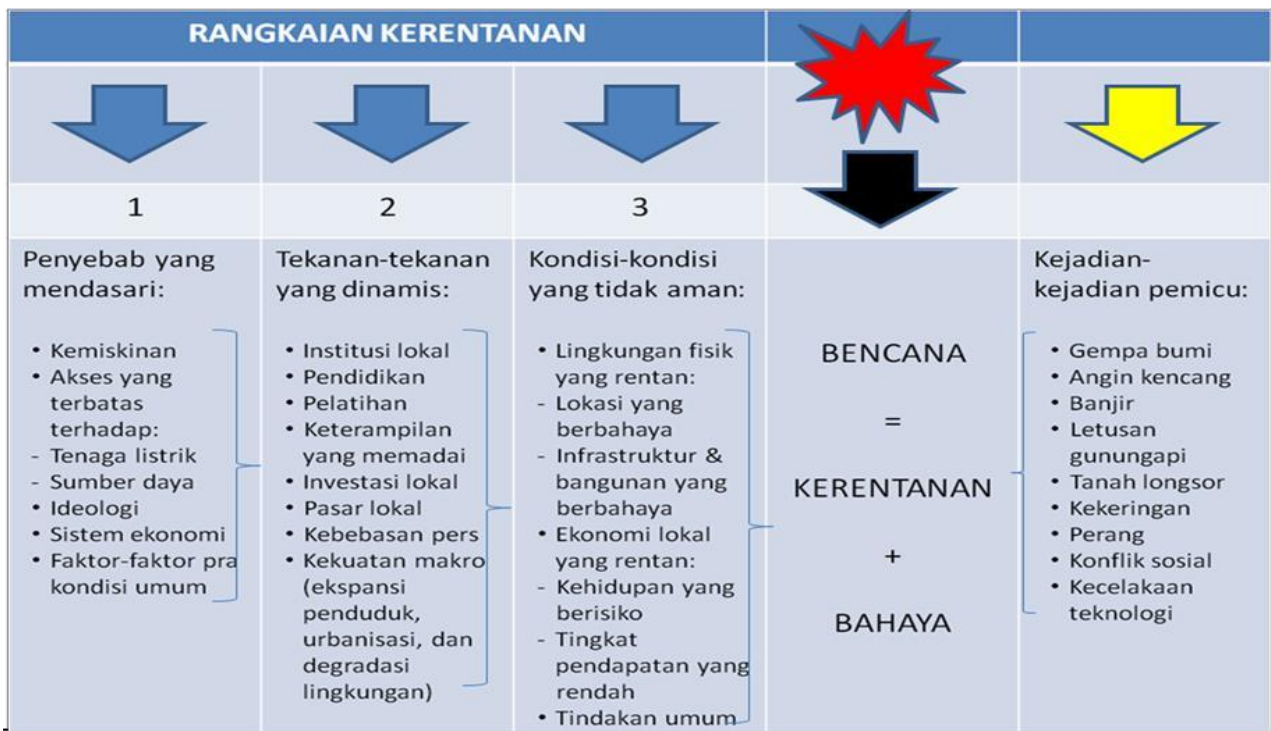 RANGKAIAN KERENTANAN
1
2
3
Penyebab yang
mendasari:
• Kemiskinan
• Akses yang
terbatas
terhadap:
- Tenaga listrik
- Sumber daya
• Ideologi
• Sistem ekonomi
• Faktor-faktor pra
kondisi umum
Tekanan-tekanan
yang dinamis:
• Institusi lokal
• Pendidikan
• Pelatihan
• Keterampilan
yang memadai
• Investasi lokal
• Pasar lokal
• Kebebasan pers
• Kekuatan makro
(ekspansi
penduduk,
urbanisasi, dan
degradasi
lingkungan)
Kondisi-kondisi
yang tidak aman:
• Lingkungan fisik
yang rentan:
- Lokasi yang
berbahaya
- Infrastruktur &
bangunan yang
berbahaya
• Ekonomi lokal
yang rentan:
- Kehidupan yang
berisiko
- Tingkat
pendapatan yang
rendah
• Tindakan umum
BENCANA
=
KERENTANAN
+
BAHAYA
Kejadian-
kejadian pemicu:
• Gempa bumi
• Angin kencang
• Banjir
• Letusan
gunungapi
• Tanah longsor
• Kekeringan
• Perang
• Konflik sosial
• Kecelakaan
teknologi